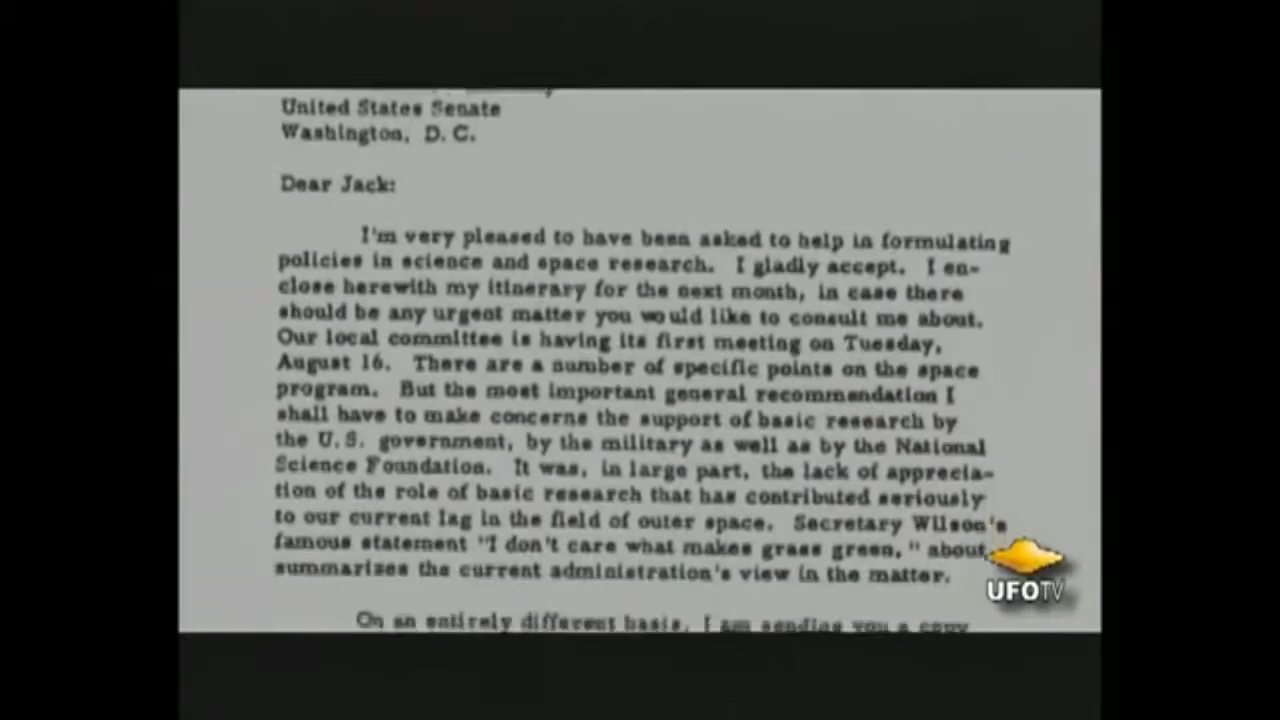 United States Senate
Washington, D.C.
Dear Jack:
I'm very pleased to have been asked to help in formulating
policies in science and space research. I gladly accept. I en-
close herewith my itinerary for the next month, in case there
should be any urgent matter you would like to consult me about.
Our local committee is having its first meeting on Tuesday,
August 16. There are a number of specific points on the space
program. But the most important general recommendation I
shall have to make concerns the support of basic research by
the U.S. government, by the military as well as by the National
Science Foundation. It was, in large part, the lack of apprecia-
tion of the role of basic research that has contributed seriously
to our current lag in the field of outer space. Secretary Wilson's
famous statement "I don't care what makes grass green," about
summarizes the current administration's view in the matter.
On an entirely different basis, I am sending you a copy
UFOTV